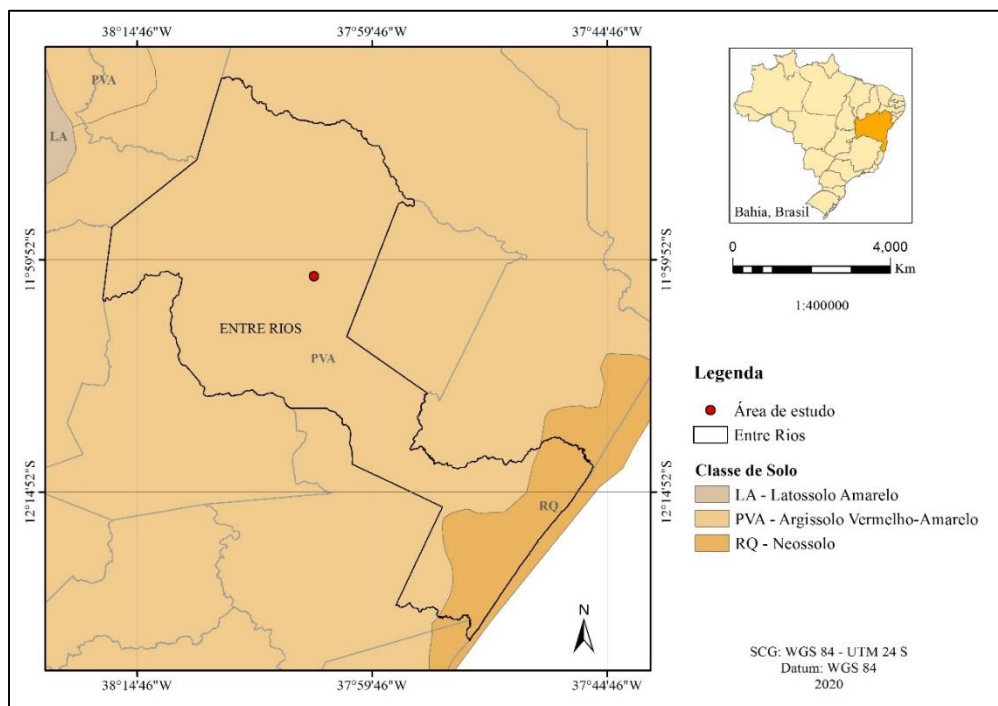 38°14'46"W
37°59'46"W
37°44'46"W
PVA
LA
11°59'52"S
11°59'52"S
ENTRE RIOS
PVA
12°14'52"S
12°14'52"S
RQ
N
38°14'46"W
37°59'46"W
37°44'46"W
Bahia, Brasil
0
4,000
Km
1:400000
Legenda
Área de estudo
Entre Rios
Classe de Solo
LA - Latossolo Amarelo
PVA - Argissolo Vermelho-Amarelo
RQ - Neossolo
SCG: WGS 84 - UTM 24 S
Datum: WGS 84
2020